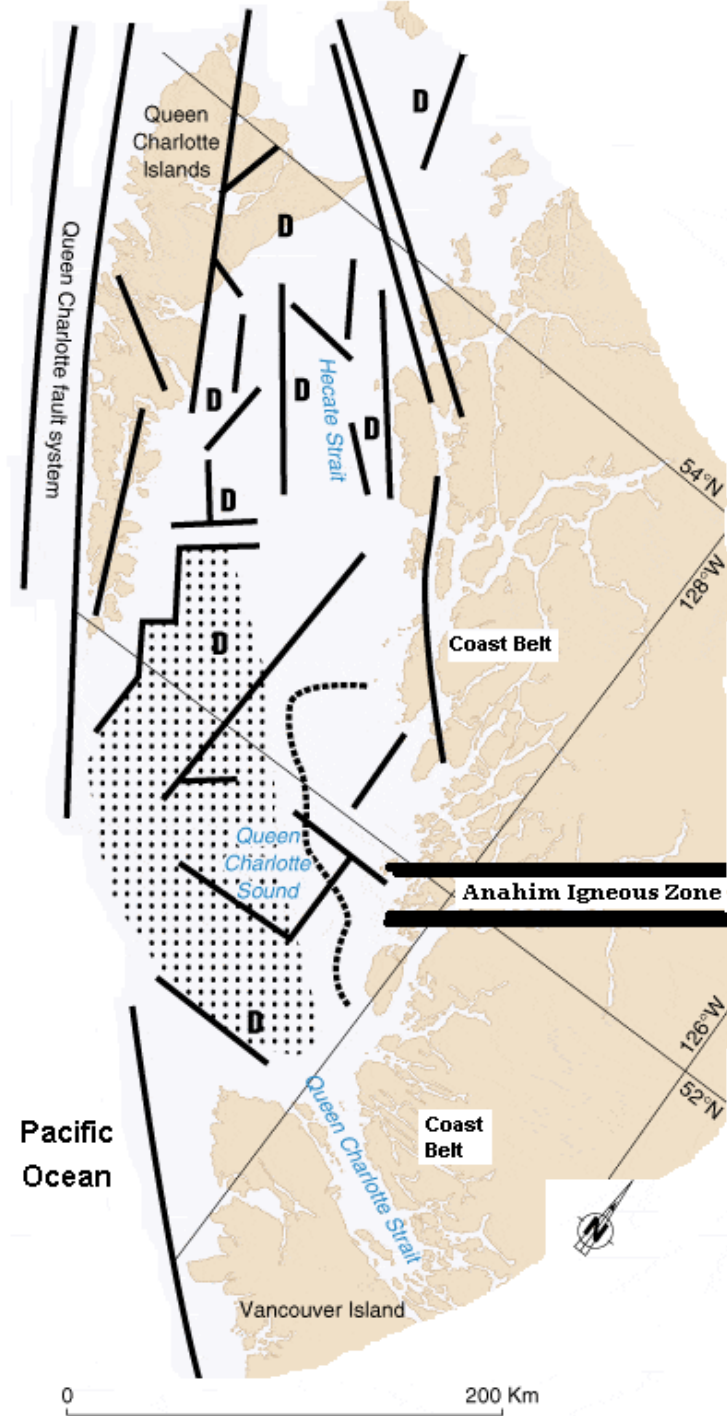 D
Queen
Charlotte
Islands
D
Queen Charlotte fault system
Hecate Strait
D
D
D
D
54°N
128°W
D
Coast Belt
Queen
Charlotte
Sound
Anahim Igneous Zone
D
126°W
52°N
Queen Charlotte Strait
Coast
Belt
Pacific
Ocean
N
Vancouver Island
0
200 Km